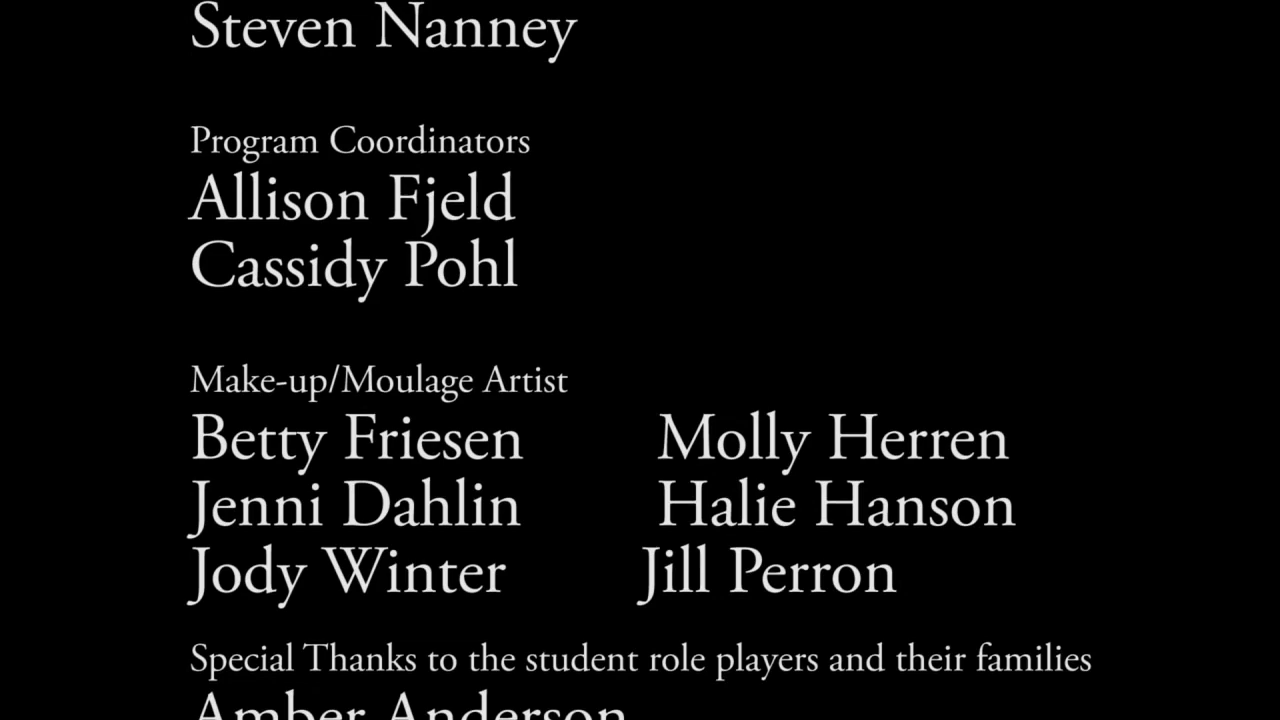 Steven Nanney
Program Coordinators
Allison Fjeld
Cassidy Pohl
Make-up/Moulage Artist
Betty Friesen Molly Herren
Jenni Dahlin Halie Hanson
Jody Winter Jill Perron
Special Thanks to the student role players and their families
Amber Anderson